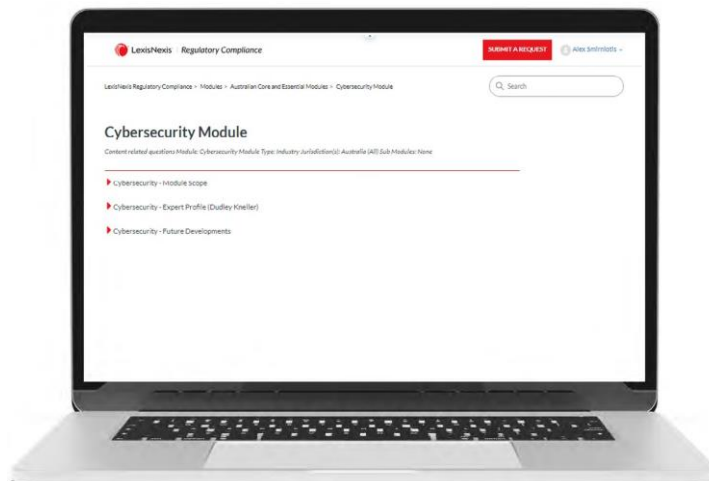 LexisNexis Regulatory Compliance
SUBMIT A REQUEST
LexisNexis Regulatory Compliance > Modules > Australian Core and Essential Modules > Cybersecurity Module
Search
Cybersecurity Module
Content related questions Module: Cybersecurity Module Type: Industry Jurisdiction(s): Australia (All) Sub Modules: None
Cybersecurity - Module Scope
Cybersecurity - Expert Profile (Dudley Kneller)
Cybersecurity - Future Developments